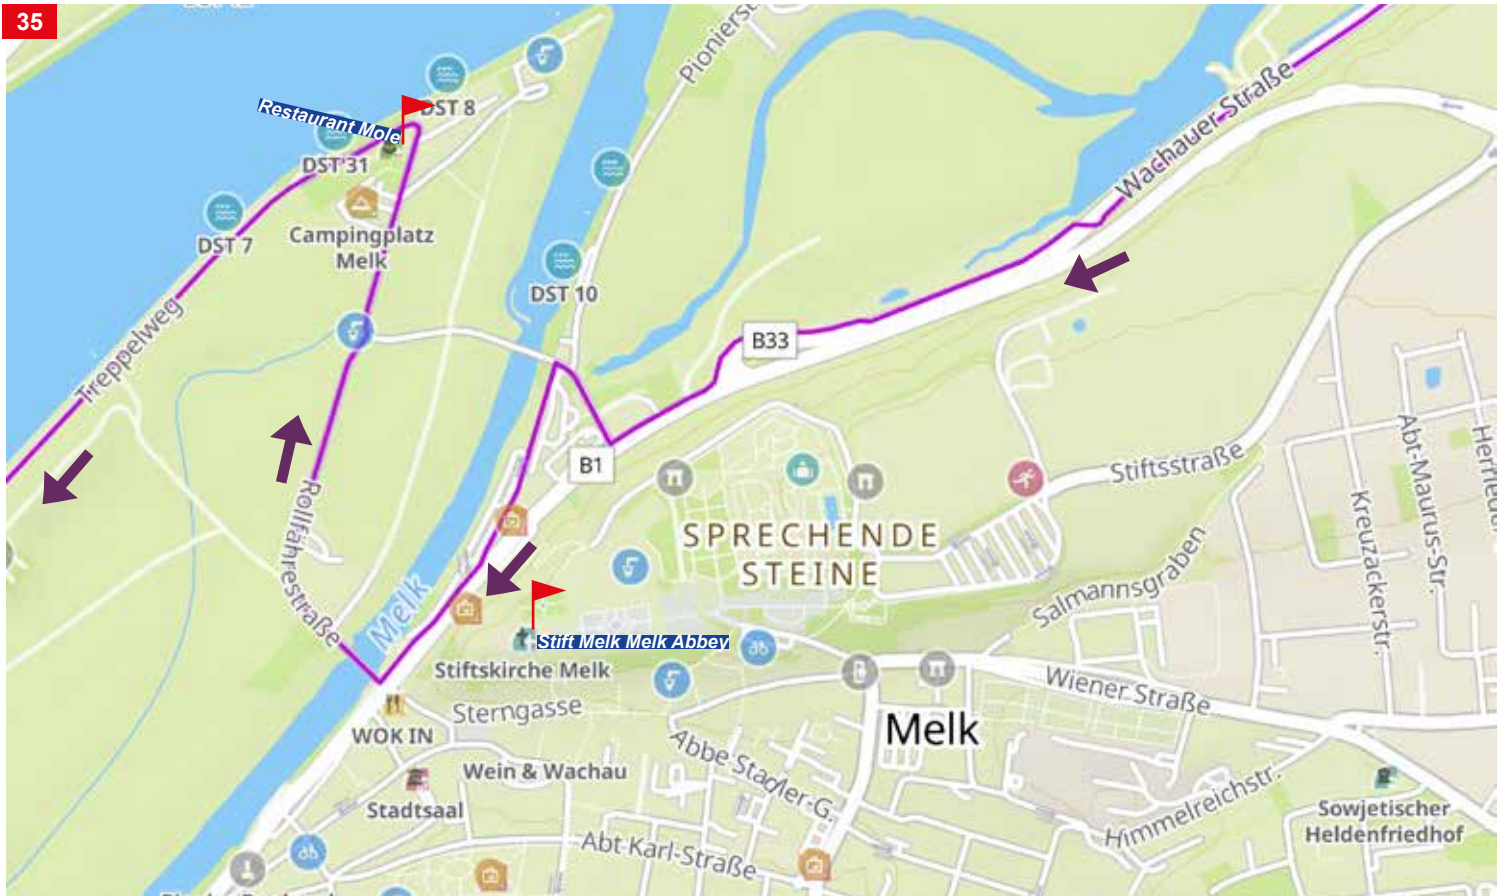 35
Pionierst
DST 8
Restaurant Mole
DST 31
Wachauer Straße
DST 7
Campingplatz
Melk
DST 10
Treppelweg
B33
B1
Stiftsstraße
Abt-Maurus-Str.
Kreuzackerstr.
Rollfährestraße
SPRECHENDE
STEINE
Salmannsgraben
Melk
Stift Melk Melk Abbey
Stiftskirche Melk
Wiener Straße
Sterngasse
WOK IN
Melk
Abbe Stadler-G.
Wein & Wachau
Himmelreichstr.
Stadtsaal
Sowjetischer
Heldenfriedhof
Abt Karl-Straße